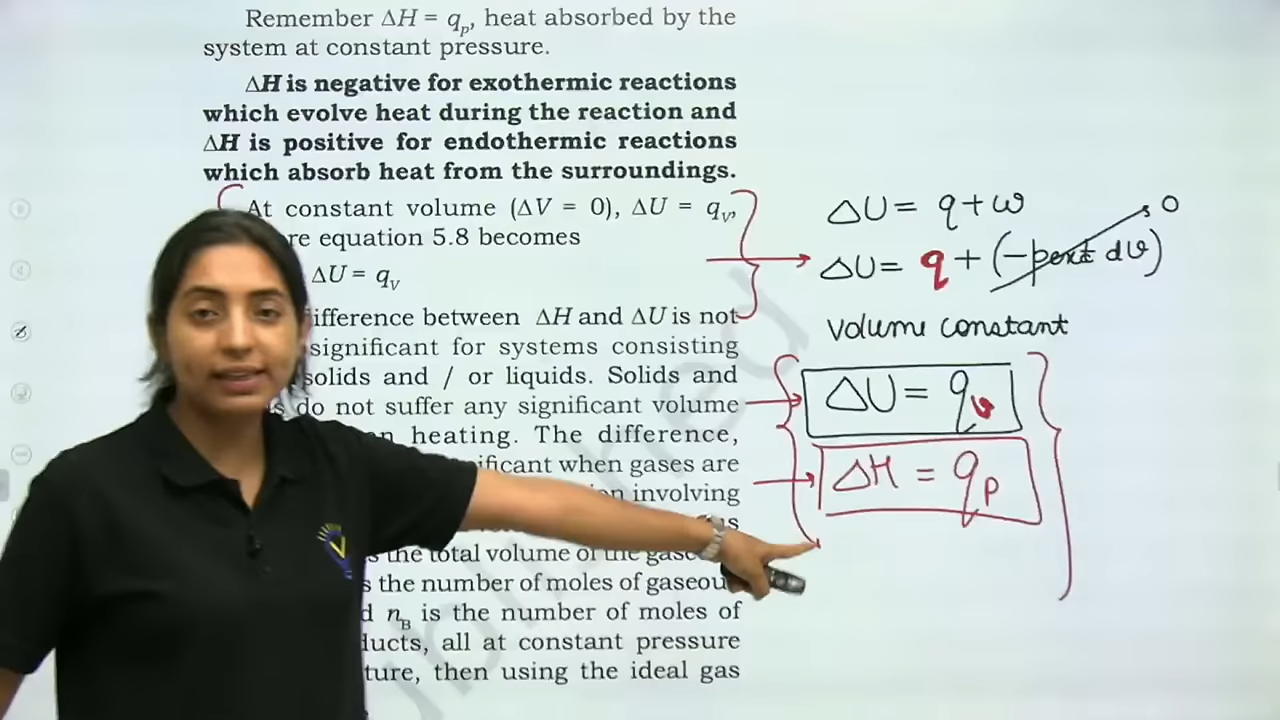 Remember ΔH = qp, heat absorbed by the
system at constant pressure.
ΔH is negative for exothermic reactions
which evolve heat during the reaction and
ΔH is positive for endothermic reactions
which absorb heat from the surroundings.
At constant volume (ΔV = 0), ΔU = qV,
re equation 5.8 becomes
ΔU = qV
ifference between ΔH and ΔU is not
significant for systems consisting
solids and / or liquids. Solids and
s do not suffer any significant volume
n heating. The difference,
ificant when gases are
on involving
s the total volume of the gase
s the number of moles of gaseou
d nB is the number of moles of
ducts, all at constant pressure
ture, then using the ideal gas
ΔU = q+w
ΔU = q + (-pext dv) 0
volume constant
ΔU = qv
ΔH = qp
V